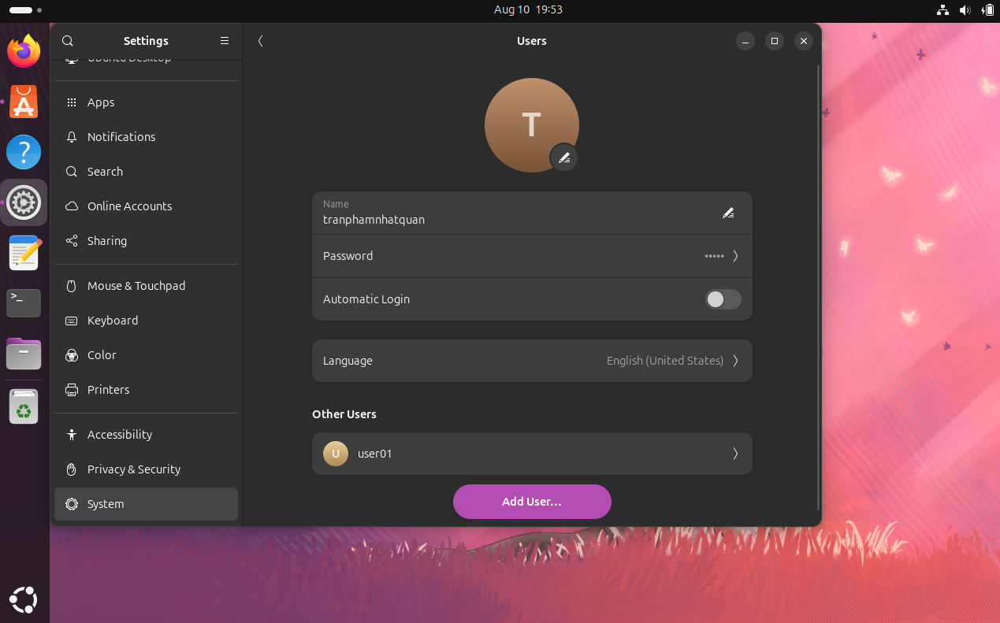 Aug 10 19:53
Settings
Users
Ubuntu Desktop
Apps
Notifications
Search
Online Accounts
Sharing
Mouse & Touchpad
Keyboard
Color
Printers
Accessibility
Privacy & Security
System
T
Name
tranphamnhatquan
Password
•••••
Automatic Login
Language
English (United States)
Other Users
U
user01
Add User...